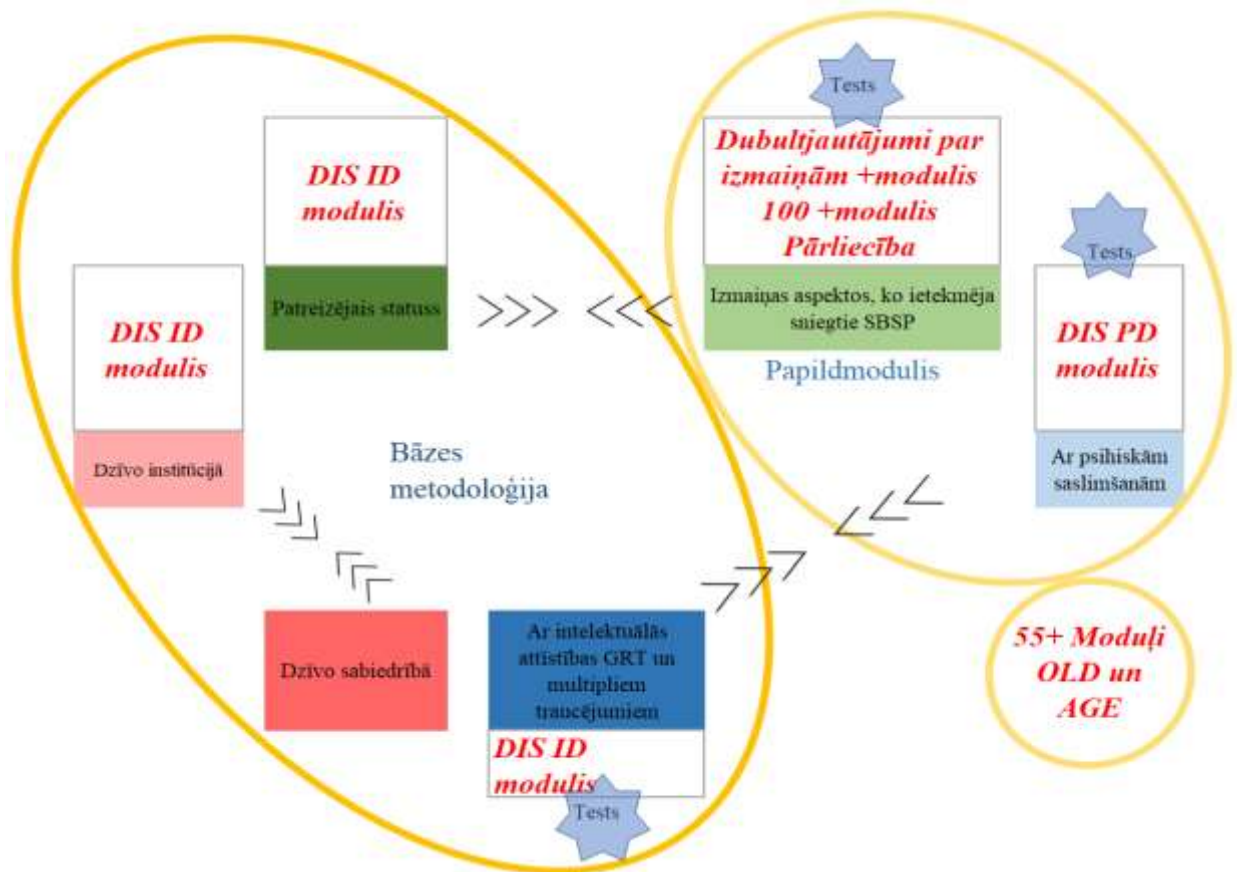 Tests
Dubultjautājumi par
izmaiņām +modulis
100 +modulis
Pārliecība
DIS ID
modulis
Tests
Patreizējais statuss
Izmaiņas aspektos, ko ietekmēja
sniegtie SBSP
DIS ID
modulis
DIS PD
modulis
Papildmodulis
Dzīvo institūcijā
Bāzes
metodoloģija
Ar psihiskām
saslimšanām
Dzīvo sabiedrībā
Ar intelektuālās
attīstības GRT un
multipliem
traucējumiem
55+ Moduļi
OLD un
AGE
DIS ID
modulis
Tests